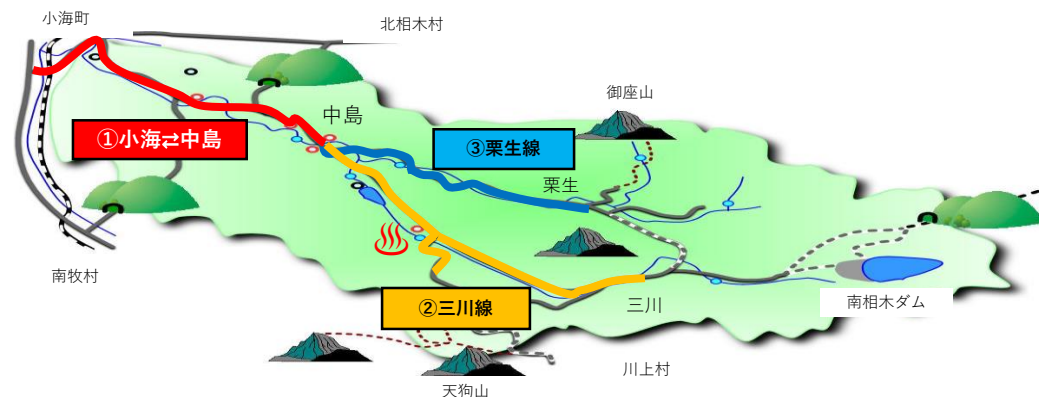 小海町
北相木村
御座山
中島
①小海⇄中島
③栗生線
栗生
南牧村
②三川線
三川
南相木ダム
川上村
天狗山